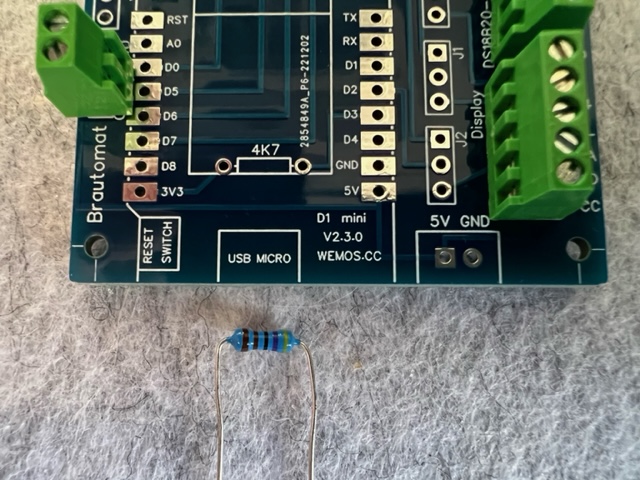 RST
A0
D0
D5
D6
D7
D8
3V3
TX
RX
D1
D2
D3
D4
GND
5V
2854849A_P6-221202
4K7
Brautomat
RESET
SWITCH
USB MICRO
D1 mini
V2.3.0
WEMOS.CC
J1
J2
DS18B20-
Display
5V GND
CC